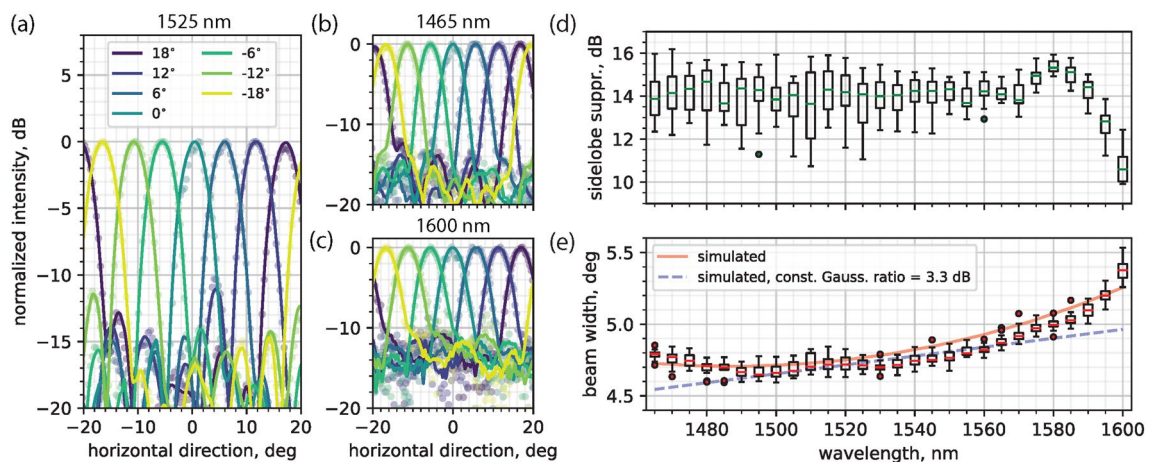 (a)
1525 nm
normalized intensity, dB
5
0
−5
−10
−15
−20
18°
12°
6°
0°
-6°
-12°
-18°
−20
−10
0
10
20
horizontal direction, deg
(b)
1465 nm
0
−10
−20
(c)
1600 nm
0
−10
−20
−20
−10
0
10
20
horizontal direction, deg
(d)
sidelobe suppr., dB
16
14
12
10
(e)
beam width, deg
5.5
5.0
4.5
simulated
simulated, const. Gauss. ratio = 3.3 dB
1480
1500
1520
1540
1560
1580
1600
wavelength, nm